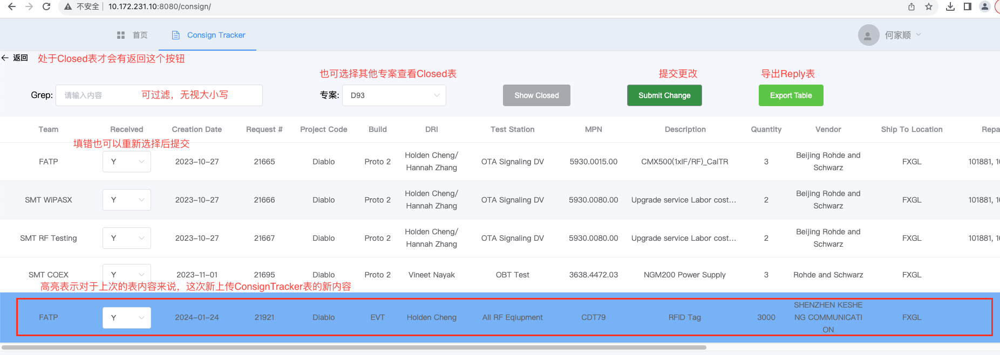 不安全 10.172.231.10:8080/consign/
首页 Consign Tracker 何家顺
返回 处于Closed表才会有返回这个按钮
也可选择其他专案查看Closed表 提交更改 导出Reply表
Grep: 请输入内容 可过滤，无视大小写 专案: D93 Show Closed Submit Change Export Table
Team Received Creation Date Request # Project Code Build DRI Test Station MPN Description Quantity Vendor Ship To Location Repa
填错也可以重新选择后提交
FATP Y 2023-10-27 21665 Diablo Proto 2 Holden Cheng/ OTA Signaling DV 5930.0015.00 CMX500(1xIF/RF)_CalTR 3 Beijing Rohde and FXGL 101881, 10
Hannah Zhang Schwarz
SMT WiPASX Y 2023-10-27 21666 Diablo Proto 2 Holden Cheng/ OTA Signaling DV 5930.0080.00 Upgrade service Labor cost... 2 Beijing Rohde and FXGL 101881, 10
Hannah Zhang Schwarz
SMT RF Testing Y 2023-10-27 21667 Diablo Proto 2 Holden Cheng/ OTA Signaling DV 5930.0080.00 Upgrade service Labor cost... 2 Beijing Rohde and FXGL 101881, 10
Hannah Zhang Schwarz
SMT COEX Y 2023-11-01 21695 Diablo Proto 2 Vineet Nayak OBT Test 3638.4472.03 NGM200 Power Supply 3 Rohde and Schwarz FXGL
高亮表示对于上次的表内容来说，这次新上传ConsignTracker表的新内容
FATP Y 2024-01-24 21921 Diablo EVT Holden Cheng All RF Eqiupment CDT79 RFID Tag 3000 SHENZHEN KESHE FXGL
NG COMMUNICATI
ON